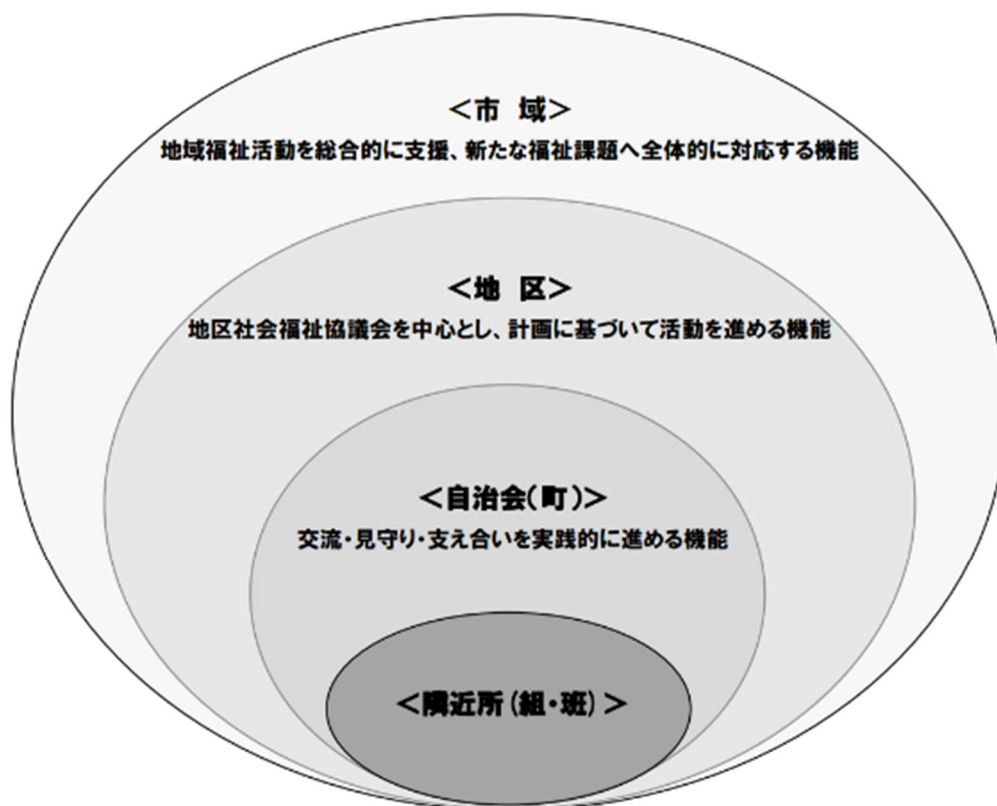 ＜市　域＞
地域福祉活動を総合的に支援、新たな福祉課題へ全体的に対応する機能
＜地　区＞
地区社会福祉協議会を中心とし、計画に基づいて活動を進める機能
＜自治会(町)＞
交流・見守り・支え合いを実践的に進める機能
＜隣近所(組・班)＞